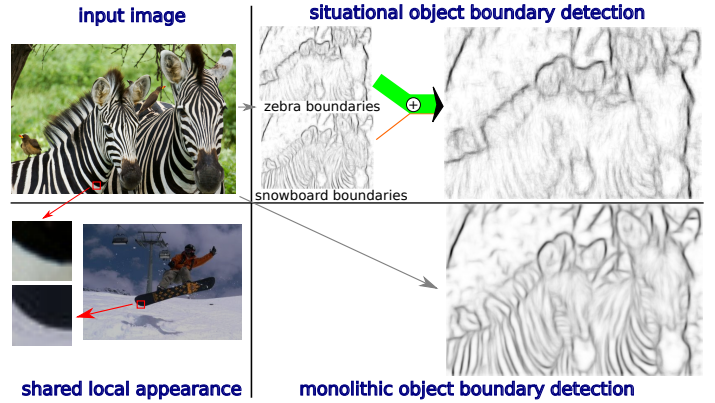 input image
situational object boundary detection
zebra boundaries
+
snowboard boundaries
shared local appearance
monolithic object boundary detection